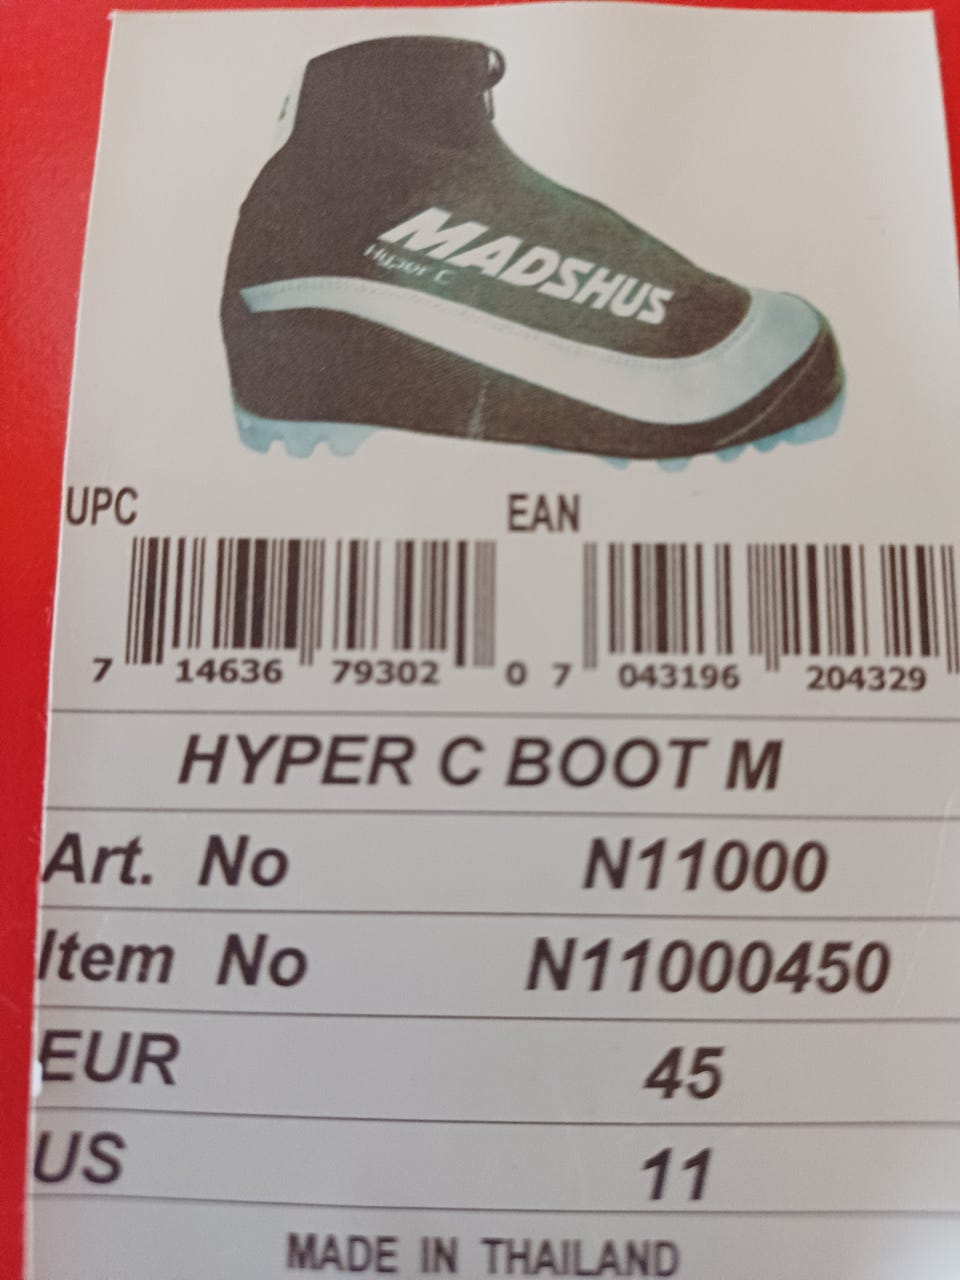 MADSHUS
Hyper C
UPC
EAN
7 14636 79302 0
7 043196 204329
HYPER C BOOT M
Art. No N11000
Item No N11000450
EUR 45
US 11
MADE IN THAILAND